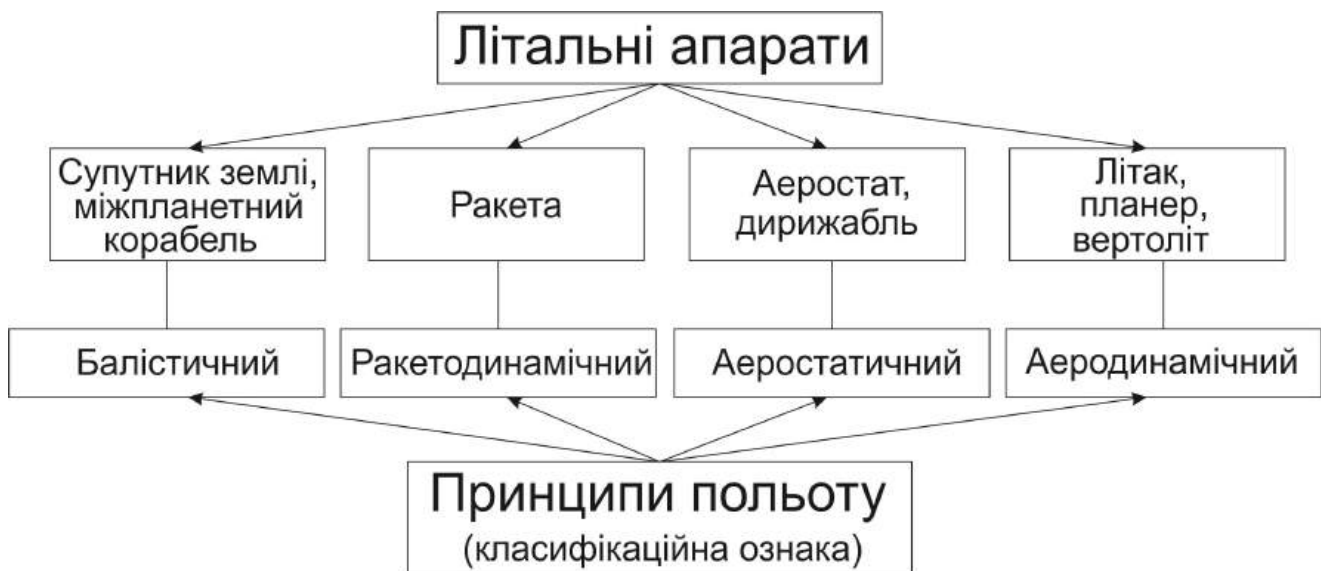 Літальні апарати
Супутник землі,
міжпланетний
корабель
Ракета
Аеростат,
дирижабль
Літак,
планер,
вертоліт
Балістичний
Ракетодинамічний
Аеростатичний
Аеродинамічний
Принципи польоту
(класифікаційна ознака)